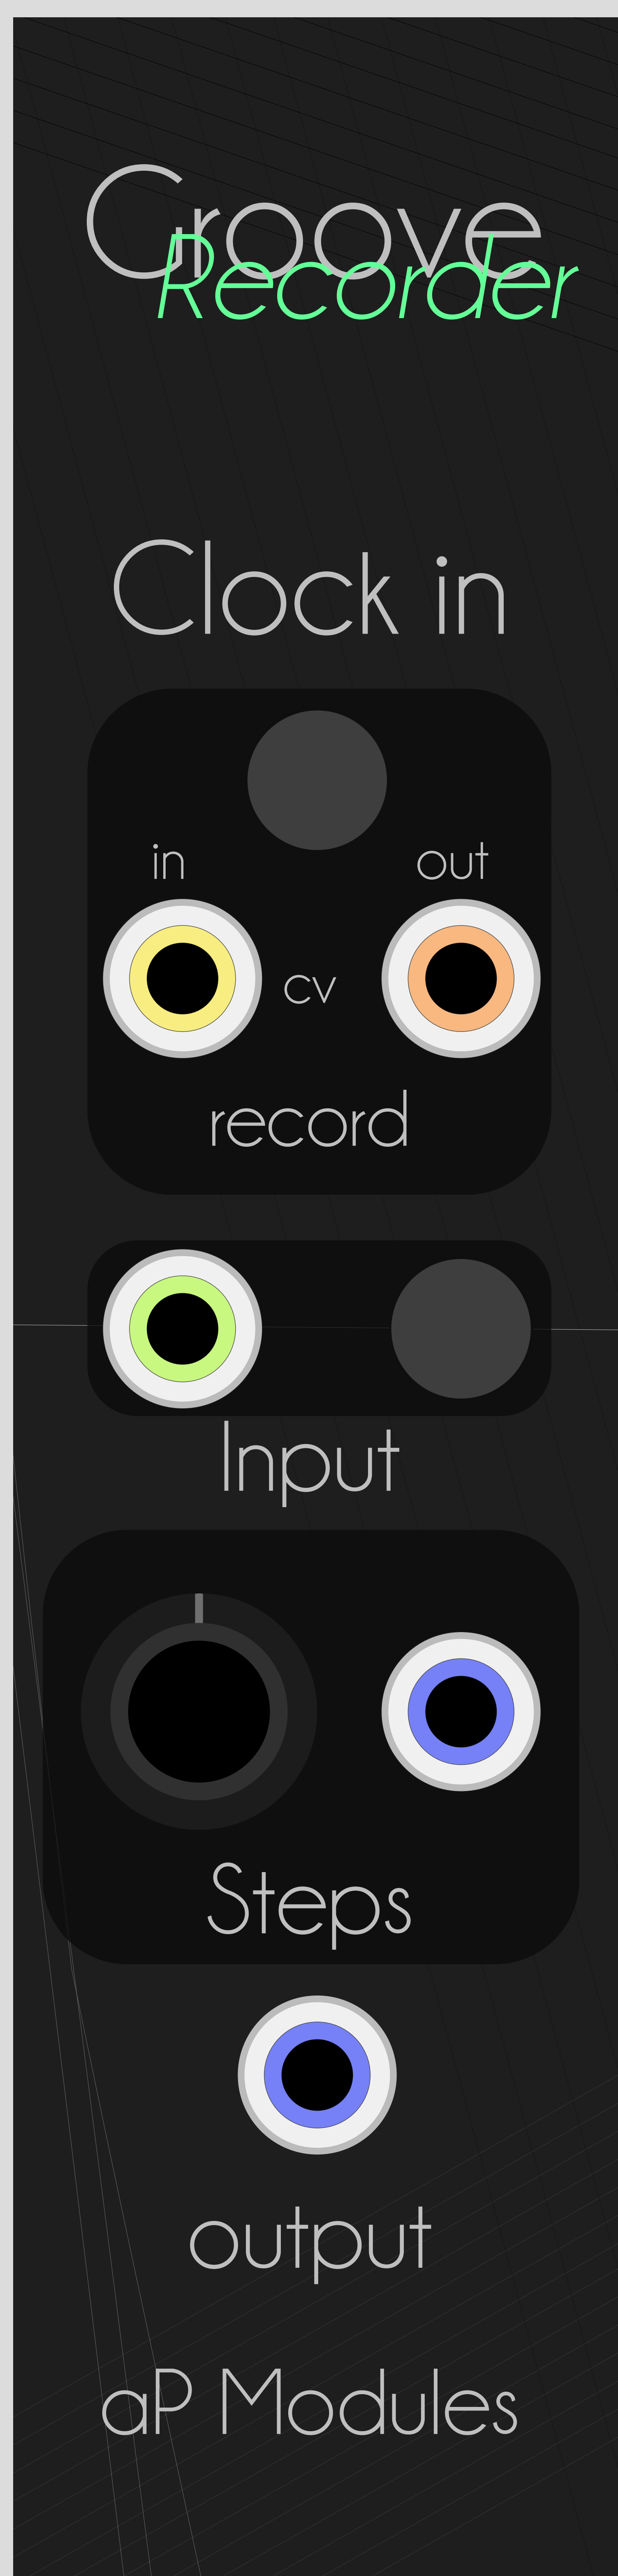 Groove
Recorder
Clock in
in out
cv
record
Input
Steps
output
aP Modules